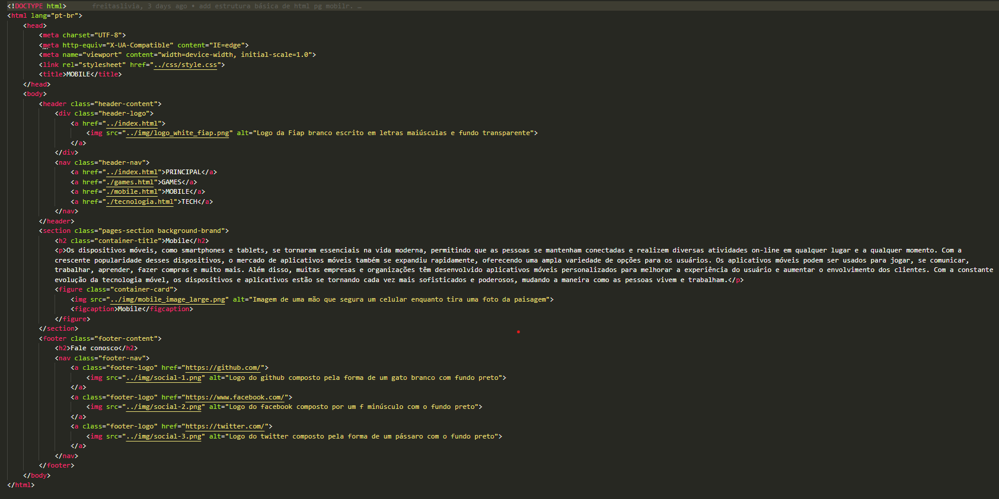 <!DOCTYPE html> freitaslivia, 3 days ago • add estrutura básica de html pg mobilr. …
<html lang="pt-br">
<head>
<meta charset="UTF-8">
<meta http-equiv="X-UA-Compatible" content="IE=edge">
<meta name="viewport" content="width=device-width, initial-scale=1.0">
<link rel="stylesheet" href="../css/style.css">
<title>MOBILE</title>
</head>
<body>
<header class="header-content">
<div class="header-logo">
<a href="../index.html">
<img src="../img/logo_white_fiap.png" alt="Logo da Fiap branco escrito em letras maiúsculas e fundo transparente">
</a>
</div>
<nav class="header-nav">
<a href="../index.html">PRINCIPAL</a>
<a href="./games.html">GAMES</a>
<a href="./mobile.html">MOBILE</a>
<a href="./tecnologia.html">TECH</a>
</nav>
</header>
<section class="pages-section background-brand">
<h2 class="container-title">Mobile</h2>
<p>Os dispositivos móveis, como smartphones e tablets, se tornaram essenciais na vida moderna, permitindo que as pessoas se mantenham conectadas e realizem diversas atividades on-line em qualquer lugar e a qualquer momento. Com a
crescente popularidade desses dispositivos, o mercado de aplicativos móveis também se expandiu rapidamente, oferecendo uma ampla variedade de opções para os usuários. Os aplicativos móveis podem ser usados para jogar, se comunicar,
trabalhar, aprender, fazer compras e muito mais. Além disso, muitas empresas e organizações têm desenvolvido aplicativos móveis personalizados para melhorar a experiência do usuário e aumentar o envolvimento dos clientes. Com a constante
evolução da tecnologia móvel, os dispositivos e aplicativos estão se tornando cada vez mais sofisticados e poderosos, mudando a maneira como as pessoas vivem e trabalham.</p>
<figure class="container-card">
<img src="../img/mobile_image_large.png" alt="Imagem de uma mão que segura um celular enquanto tira uma foto da paisagem">
<figcaption>Mobile</figcaption>
</figure>
</section>
<footer class="footer-content">
<h2>Fale conosco</h2>
<nav class="footer-nav">
<a class="footer-logo" href="https://github.com/">
<img src="../img/social-1.png" alt="Logo do github composto pela forma de um gato branco com fundo preto">
</a>
<a class="footer-logo" href="https://www.facebook.com/">
<img src="../img/social-2.png" alt="Logo do facebook composto por um f minúsculo com o fundo preto">
</a>
<a class="footer-logo" href="https://twitter.com/">
<img src="../img/social-3.png" alt="Logo do twitter composto pela forma de um pássaro com o fundo preto">
</a>
</nav>
</footer>
</body>
</html>